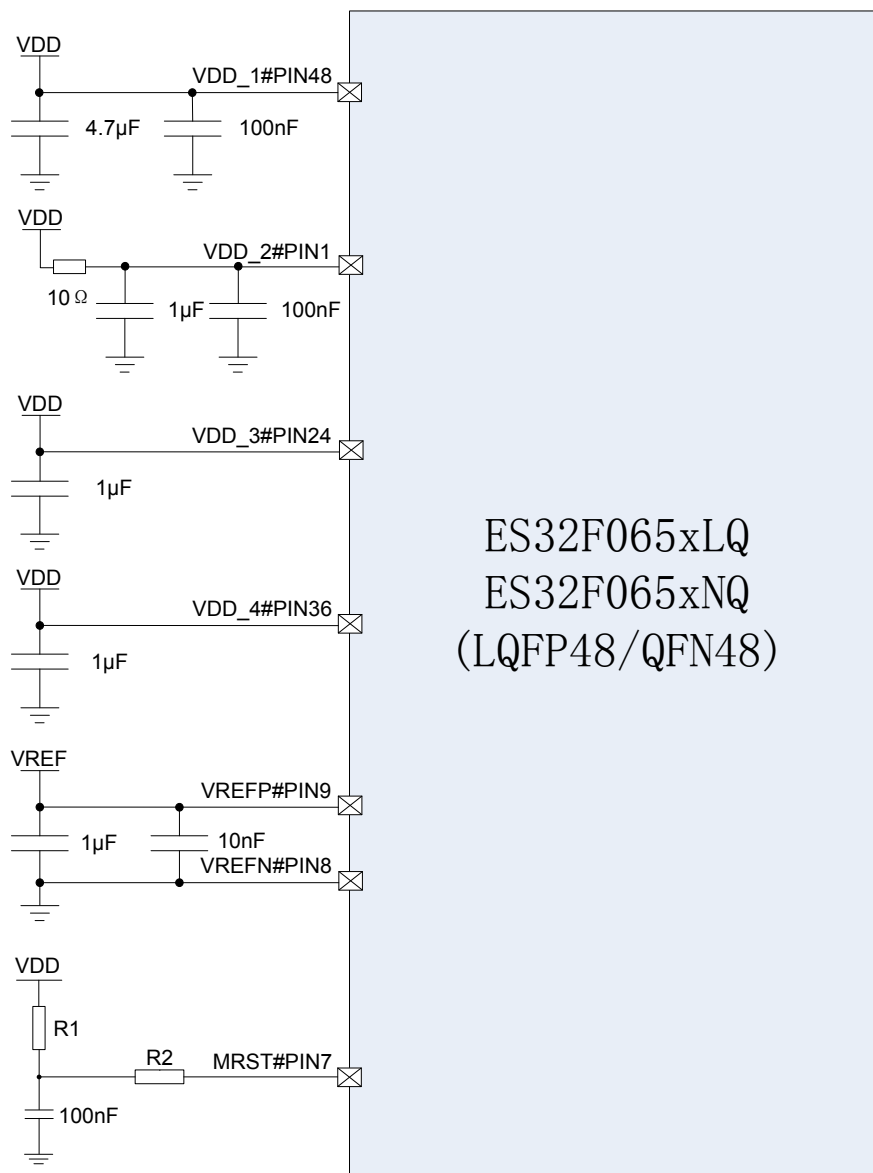 VDD
VDD_1#PIN48
4.7µF
100nF
VDD
VDD_2#PIN1
10Ω
1µF
100nF
VDD
VDD_3#PIN24
1µF
VDD
VDD_4#PIN36
1µF
ES32F065xLQ
ES32F065xNQ
(LQFP48/QFN48)
VREF
VREFP#PIN9
1µF
10nF
VREFN#PIN8
VDD
R1
R2
MRST#PIN7
100nF